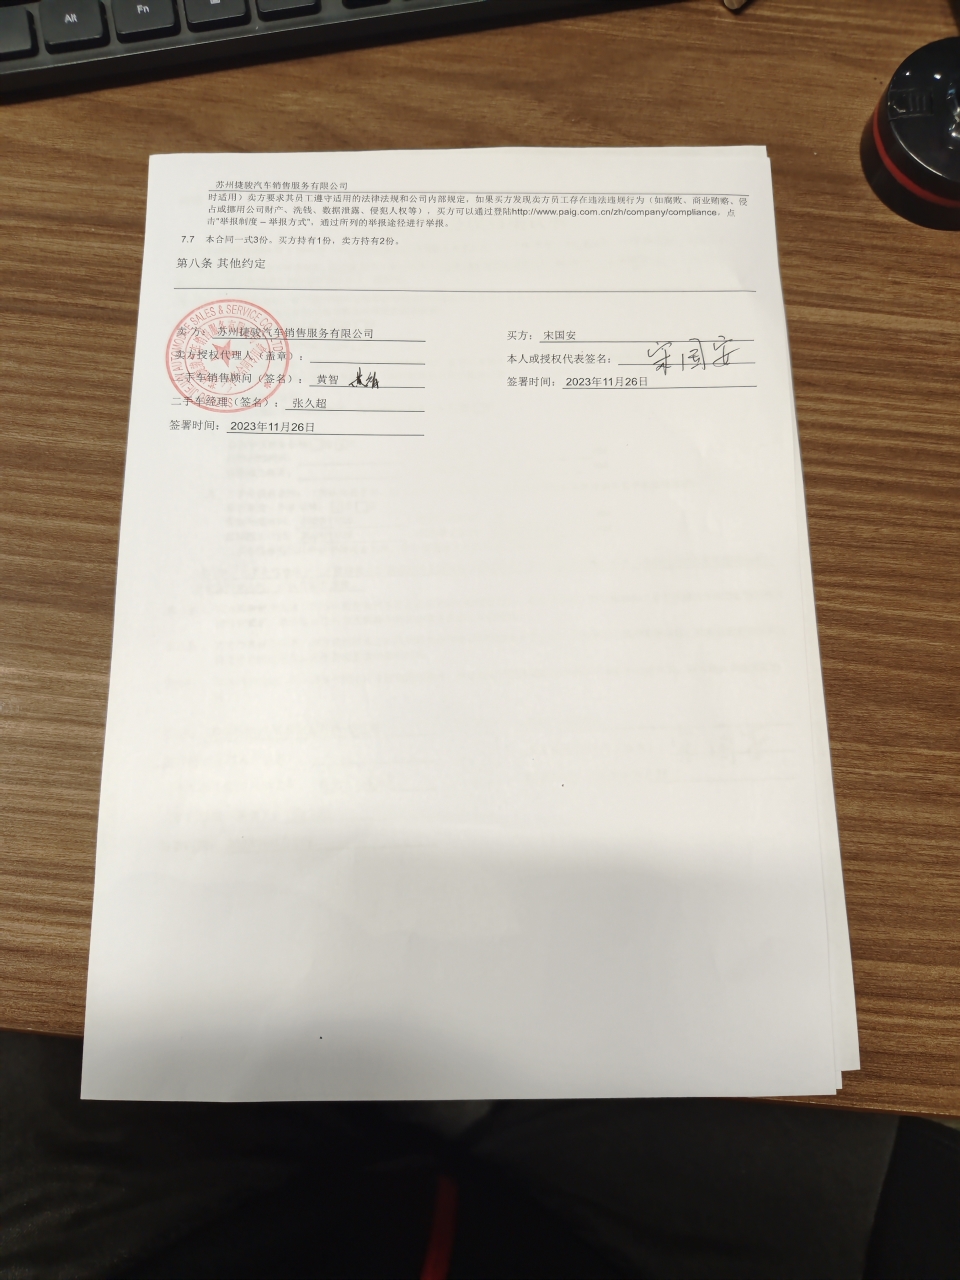 Alt
Fn
苏州捷骏汽车销售服务有限公司
时适用）卖方要求其员工遵守适用的法律法规和公司内部规定，如果买方发现卖方员工存在违法违规行为（如腐败、商业贿赂、侵
占或挪用公司财产、洗钱、数据泄露、侵犯人权等），买方可以通过登陆http://www.paig.com.cn/zh/company/compliance，点
击"举报制度 – 举报方式"，通过所列的举报途径进行举报。
7.7 本合同一式3份。买方持有1份，卖方持有2份。
第八条 其他约定
卖方： 苏州捷骏汽车销售服务有限公司
卖方授权代理人（盖章）：
二手车销售顾问（签名）： 黄智
二手车经理（签名）： 张久超
签署时间： 2023年11月26日
买方： 宋国安
本人或授权代表签名： 宋国安
签署时间： 2023年11月26日
AUTOMOTIVE SALES & SERVICE CO., LTD.